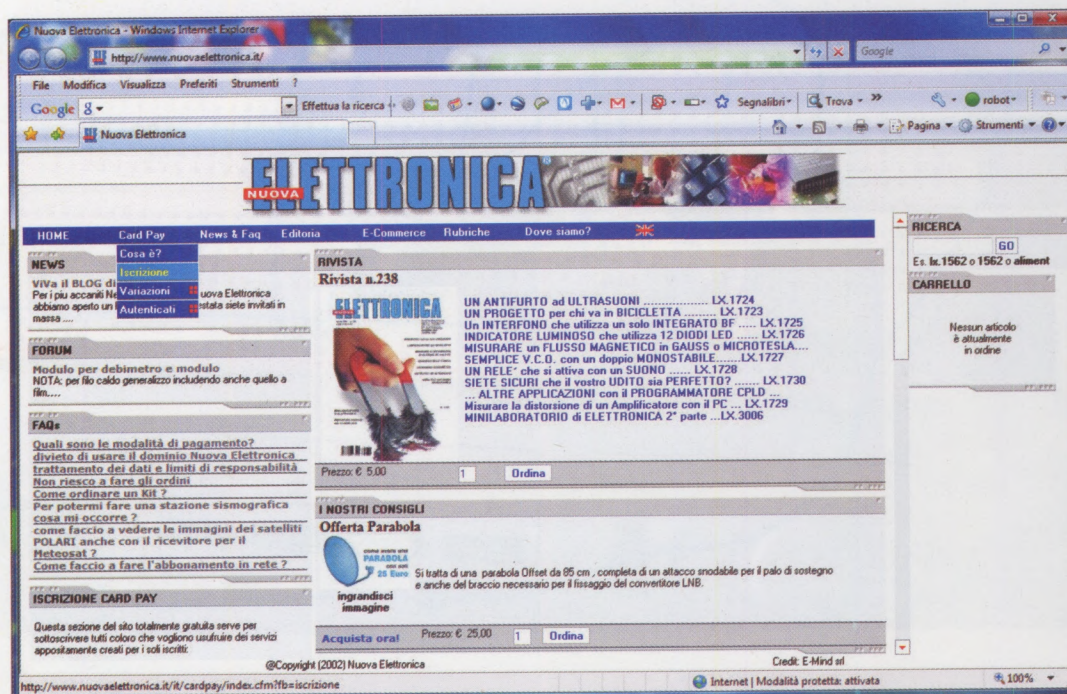 Nuova Elettronica - Windows Internet Explorer
http://www.nuovaelettronica.it/
Google
File Modifica Visualizza Preferiti Strumenti ?
Google g Effettua la ricerca Segnalibri Trova robot
Nuova Elettronica Pagina Strumenti
NUOVA ELETTRONICA
HOME Card Pay News & Faq Editoria E-Commerce Rubriche Dove siamo?
Cosa è?
Iscrizione
Variazioni
Autenticati
NEWS
ViVa il BLOG di
Per i piu accaniti Ne uova Elettronica
abbiamo aperto un estata siete invitati in
massa ....
FORUM
Modulo per debimetro e modulo
NOTA: per filo caldo generalizzo includendo anche quello a
film....
FAQs
Quali sono le modalità di pagamento?
divieto di usare il dominio Nuova Elettronica
trattamento dei dati e limiti di responsabilità
Non riesco a fare gli ordini
Come ordinare un Kit ?
Per potermi fare una stazione sismografica
cosa mi occorre ?
come faccio a vedere le immagini dei satelliti
POLARI anche con il ricevitore per il
Meteosat ?
Come faccio a fare l'abbonamento in rete ?
ISCRIZIONE CARD PAY
Questa sezione del sito totalmente gratuita serve per
sottoscrivere tutti coloro che vogliono usufruire dei servizi
appositamente creati per i soli iscritti:
RIVISTA
Rivista n.238
ELETTRONICA
UN ANTIFURTO ad ULTRASUONI .................. LX.1724
UN PROGETTO per chi va in BICICLETTA ......... LX.1723
Un INTERFONO che utilizza un solo INTEGRATO BF ..... LX.1725
INDICATORE LUMINOSO che utilizza 12 DIODI LED ...... LX.1726
MISURARE un FLUSSO MAGNETICO in GAUSS o MICROTESLA....
SEMPLICE V.C.O. con un doppio MONOSTABILE.......LX.1727
UN RELE' che si attiva con un SUONO ...... LX.1728
SIETE SICURI che il vostro UDITO sia PERFETTO? ....... LX.1730
... ALTRE APPLICAZIONI con il PROGRAMMATORE CPLD ...
Misurare la distorsione di un Amplificatore con il PC ... LX.1729
MINILABORATORIO di ELETTRONICA 2° parte ...LX.3006
Prezzo: € 5,00 1 Ordina
I NOSTRI CONSIGLI
Offerta Parabola
come avere una
PARABOLA
con soli
25 Euro
ingrandisci
immagine
Si tratta di una parabola Offset da 85 cm , completa di un attacco snodabile per il palo di sostegno
e anche del braccio necessario per il fissaggio del convertitore LNB.
Acquista ora! Prezzo: € 25,00 1 Ordina
RICERCA
GO
Es. lx.1562 o 1562 o aliment
CARRELLO
Nessun articolo
è attualmente
in ordine
@Copyright (2002) Nuova Elettronica Credit: E-Mind srl
http://www.nuovaelettronica.it/it/cardpay/index.cfm?fb=iscrizione Internet | Modalità protetta: attivata 100%